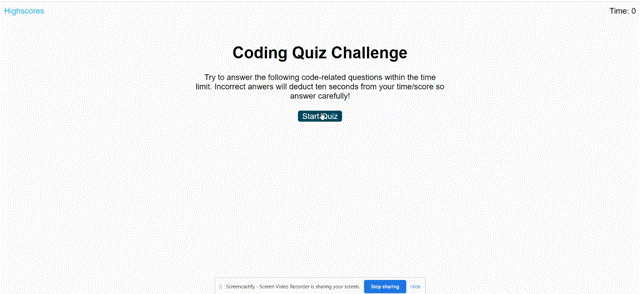 Highscores
Time: 0
Coding Quiz Challenge
Try to answer the following code-related questions within the time
limit. Incorrect anwers will deduct ten seconds from your time/score so
answer carefully!
Start Quiz
Screencastify - Screen Video Recorder is sharing your screen.
Stop sharing
Hide